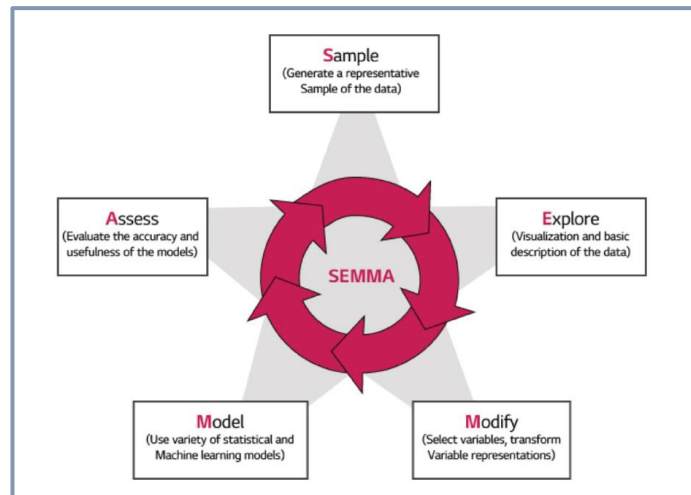 Sample
(Generate a representative
Sample of the data)
Assess
(Evaluate the accuracy and
usefulness of the models)
Explore
(Visualization and basic
description of the data)
SEMMA
Model
(Use variety of statistical and
Machine learning models)
Modify
(Select variables, transform
Variable representations)